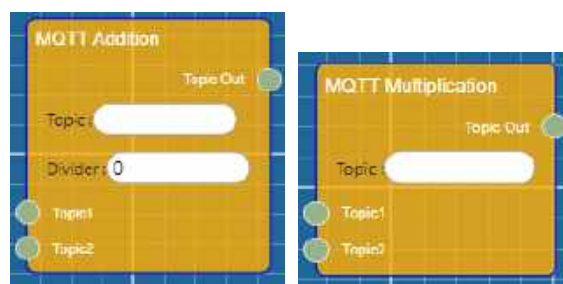 MQTT Addition
Topic Out
Topic:
Divider: 0
Topic1
Topic2
MQTT Multiplication
Topic Out
Topic:
Topic1
Topic2